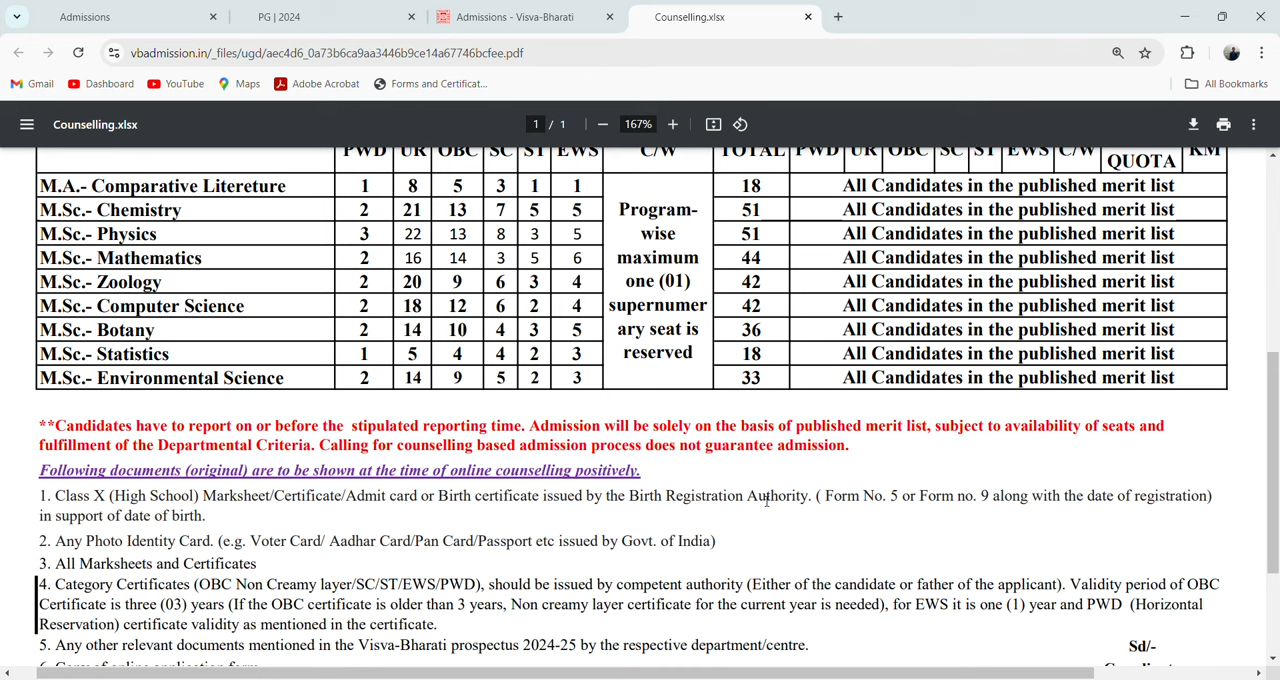 Admissions
PG | 2024
Admissions - Visva-Bharati
Counselling.xlsx
vbadmission.in/_files/ugd/aec4d6_0a73b6ca9aa3446b9ce14a67746bcfee.pdf
Gmail Dashboard YouTube Maps Adobe Acrobat Forms and Certificat... All Bookmarks
Counselling.xlsx 1 / 1 167%
PWD UR OBC SC ST EWS C/W TOTAL PWD UR OBC SC ST EWS C/W QUOTA KM
M.A.- Comparative Litereture 1 8 5 3 1 1 18 All Candidates in the published merit list
M.Sc.- Chemistry 2 21 13 7 5 5 Program- 51 All Candidates in the published merit list
M.Sc.- Physics 3 22 13 8 3 5 wise 51 All Candidates in the published merit list
M.Sc.- Mathematics 2 16 14 3 5 6 maximum 44 All Candidates in the published merit list
M.Sc.- Zoology 2 20 9 6 3 4 one (01) 42 All Candidates in the published merit list
M.Sc.- Computer Science 2 18 12 6 2 4 supernumer 42 All Candidates in the published merit list
M.Sc.- Botany 2 14 10 4 3 5 ary seat is 36 All Candidates in the published merit list
M.Sc.- Statistics 1 5 4 4 2 3 reserved 18 All Candidates in the published merit list
M.Sc.- Environmental Science 2 14 9 5 2 3 33 All Candidates in the published merit list
**Candidates have to report on or before the stipulated reporting time. Admission will be solely on the basis of published merit list, subject to availability of seats and
fulfillment of the Departmental Criteria. Calling for counselling based admission process does not guarantee admission.
Following documents (original) are to be shown at the time of online counselling positively.
1. Class X (High School) Marksheet/Certificate/Admit card or Birth certificate issued by the Birth Registration Authority. ( Form No. 5 or Form no. 9 along with the date of registration)
in support of date of birth.
2. Any Photo Identity Card. (e.g. Voter Card/ Aadhar Card/Pan Card/Passport etc issued by Govt. of India)
3. All Marksheets and Certificates
4. Category Certificates (OBC Non Creamy layer/SC/ST/EWS/PWD), should be issued by competent authority (Either of the candidate or father of the applicant). Validity period of OBC
Certificate is three (03) years (If the OBC certificate is older than 3 years, Non creamy layer certificate for the current year is needed), for EWS it is one (1) year and PWD (Horizontal
Reservation) certificate validity as mentioned in the certificate.
5. Any other relevant documents mentioned in the Visva-Bharati prospectus 2024-25 by the respective department/centre. Sd/-
6. Copy of online application form